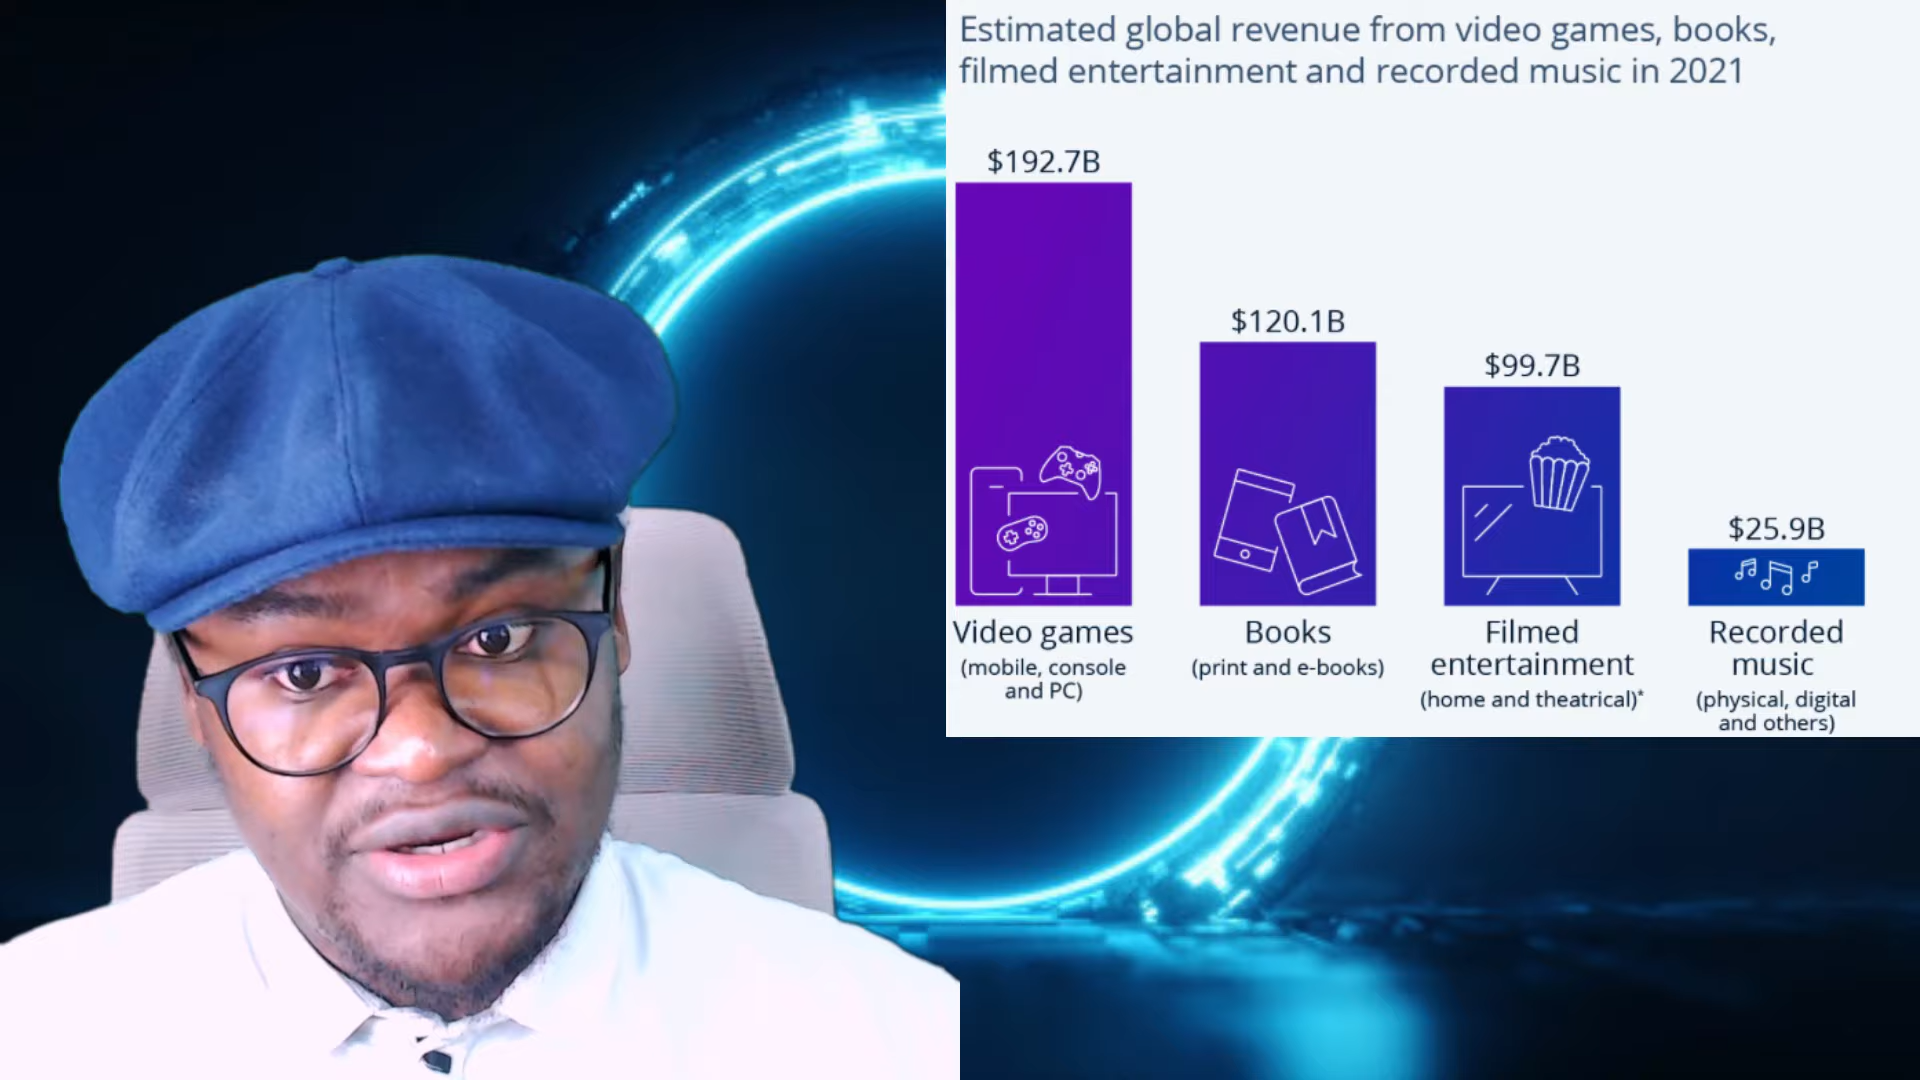 Estimated global revenue from video games, books,
filmed entertainment and recorded music in 2021
$192.7B
$120.1B
$99.7B
$25.9B
Video games
(mobile, console
and PC)
Books
(print and e-books)
Filmed
entertainment
(home and theatrical)*
Recorded
music
(physical, digital
and others)